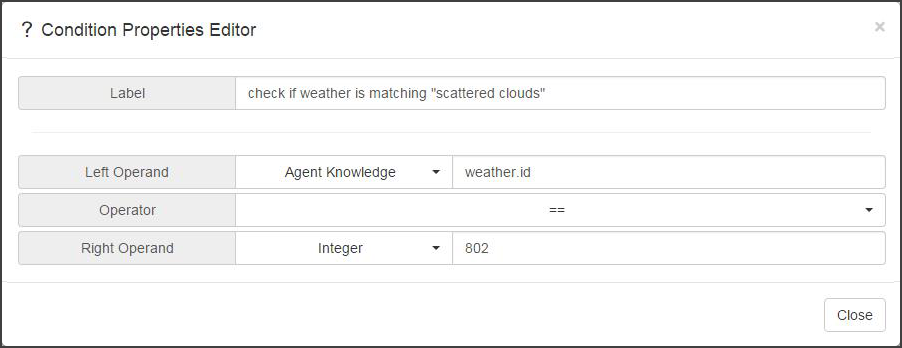 ? Condition Properties Editor ×
Label check if weather is matching "scattered clouds"
Left Operand Agent Knowledge weather.id
Operator ==
Right Operand Integer 802
Close